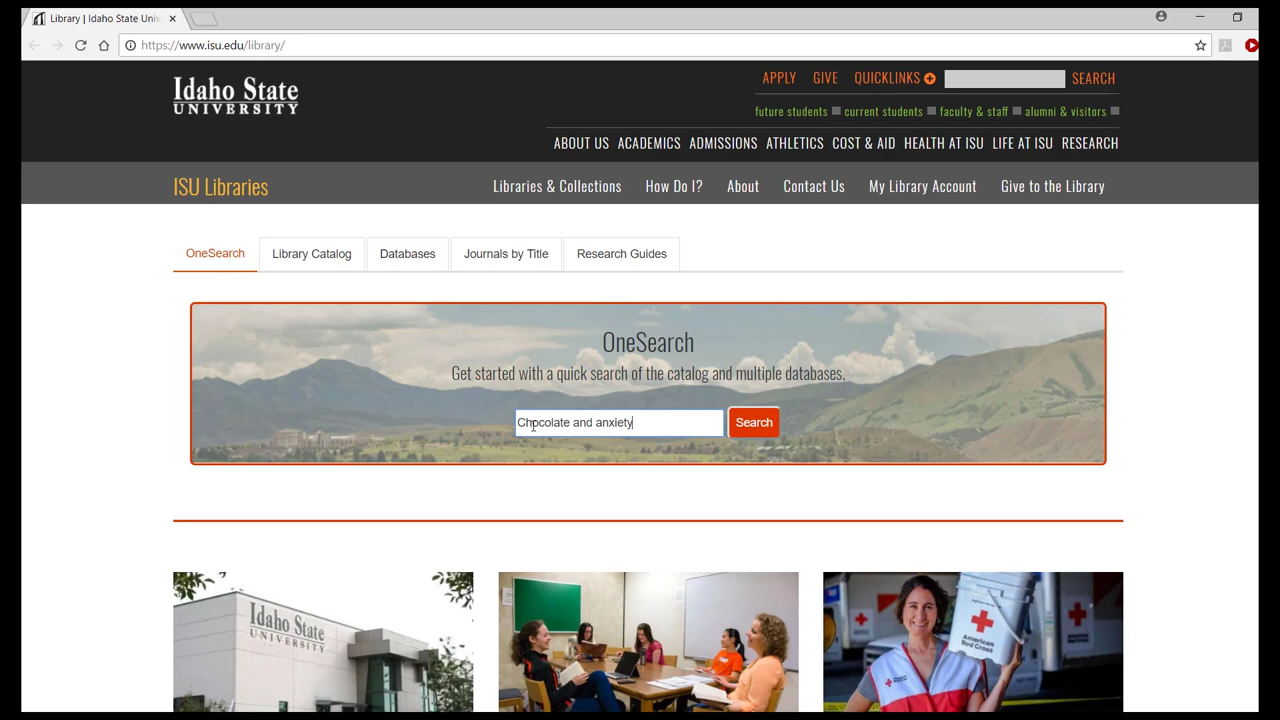 Library | Idaho State Univ
https://www.isu.edu/library/
Idaho State
UNIVERSITY
APPLY GIVE QUICKLINKS SEARCH
future students current students faculty & staff alumni & visitors
ABOUT US ACADEMICS ADMISSIONS ATHLETICS COST & AID HEALTH AT ISU LIFE AT ISU RESEARCH
ISU Libraries Libraries & Collections How Do I? About Contact Us My Library Account Give to the Library
OneSearch Library Catalog Databases Journals by Title Research Guides
OneSearch
Get started with a quick search of the catalog and multiple databases.
Chocolate and anxiety Search
Idaho State
UNIVERSITY
American
Red Cross